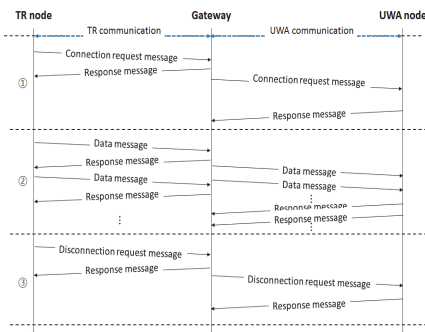 TR node Gateway UWA node
TR communication UWA communication
Connection request message
Response message
① Connection request message
Response message
Data message
Response message
Data message
② Data message
Data message
Response message
Response message
Response message
Disconnection request message
Response message
③ Disconnection request message
Response message